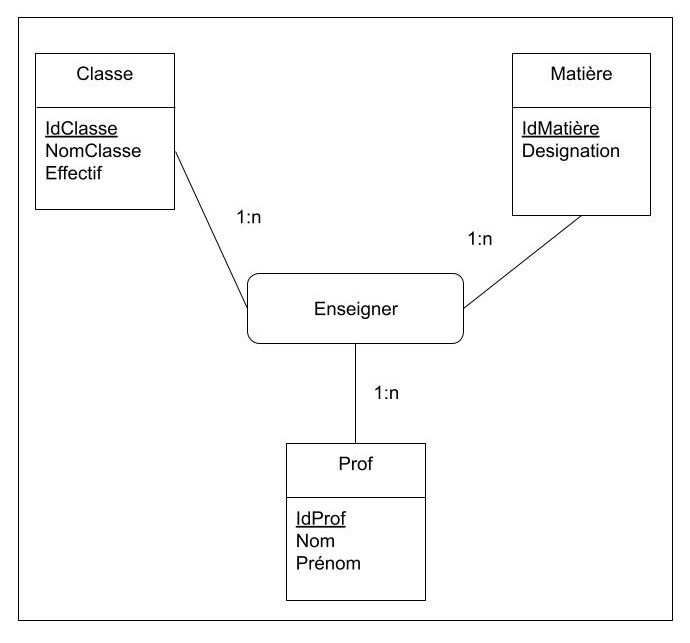 Classe
IdClasse
NomClasse
Effectif
Matière
IdMatière
Designation
1:n
1:n
Enseigner
1:n
Prof
IdProf
Nom
Prénom